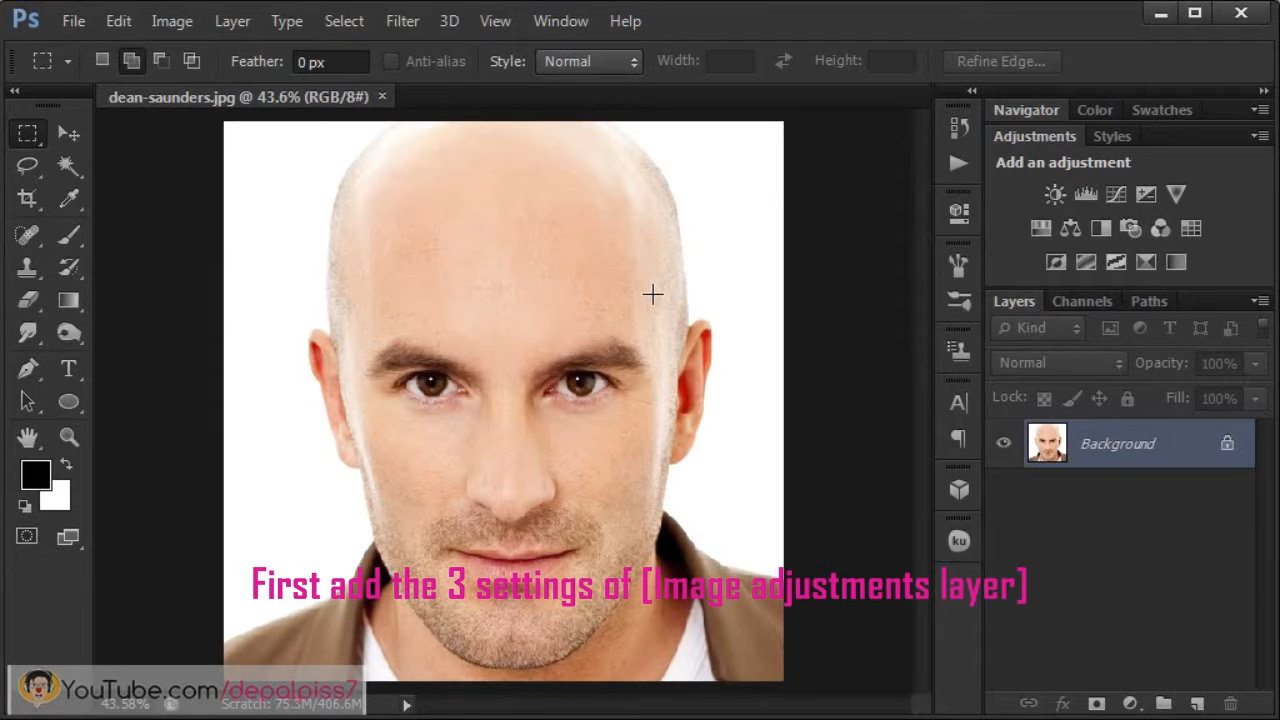 Ps File Edit Image Layer Type Select Filter 3D View Window Help
Feather: 0 px Anti-alias Style: Normal Width: Height: Refine Edge...
dean-saunders.jpg @ 43.6% (RGB/8#) ×
Navigator Color Swatches
Adjustments Styles
Add an adjustment
Layers Channels Paths
Kind
Normal Opacity: 100%
Lock: Fill: 100%
Background
ku
First add the 3 settings of [Image adjustments layer]
YouTube.com/depalpiss7
43.58% Scratch: 75.3M/406.6M